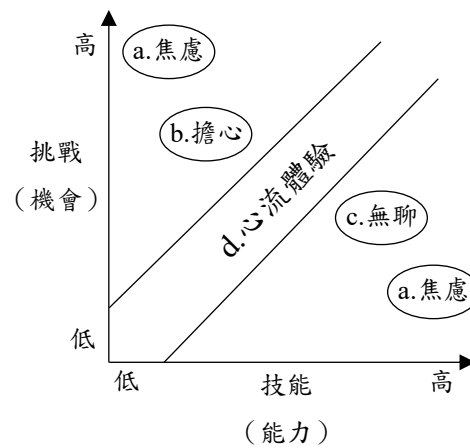 高
a.焦慮
b.擔心
挑戰
（機會）
d.心流體驗
c.無聊
a.焦慮
低
低
技能
高
（能力）